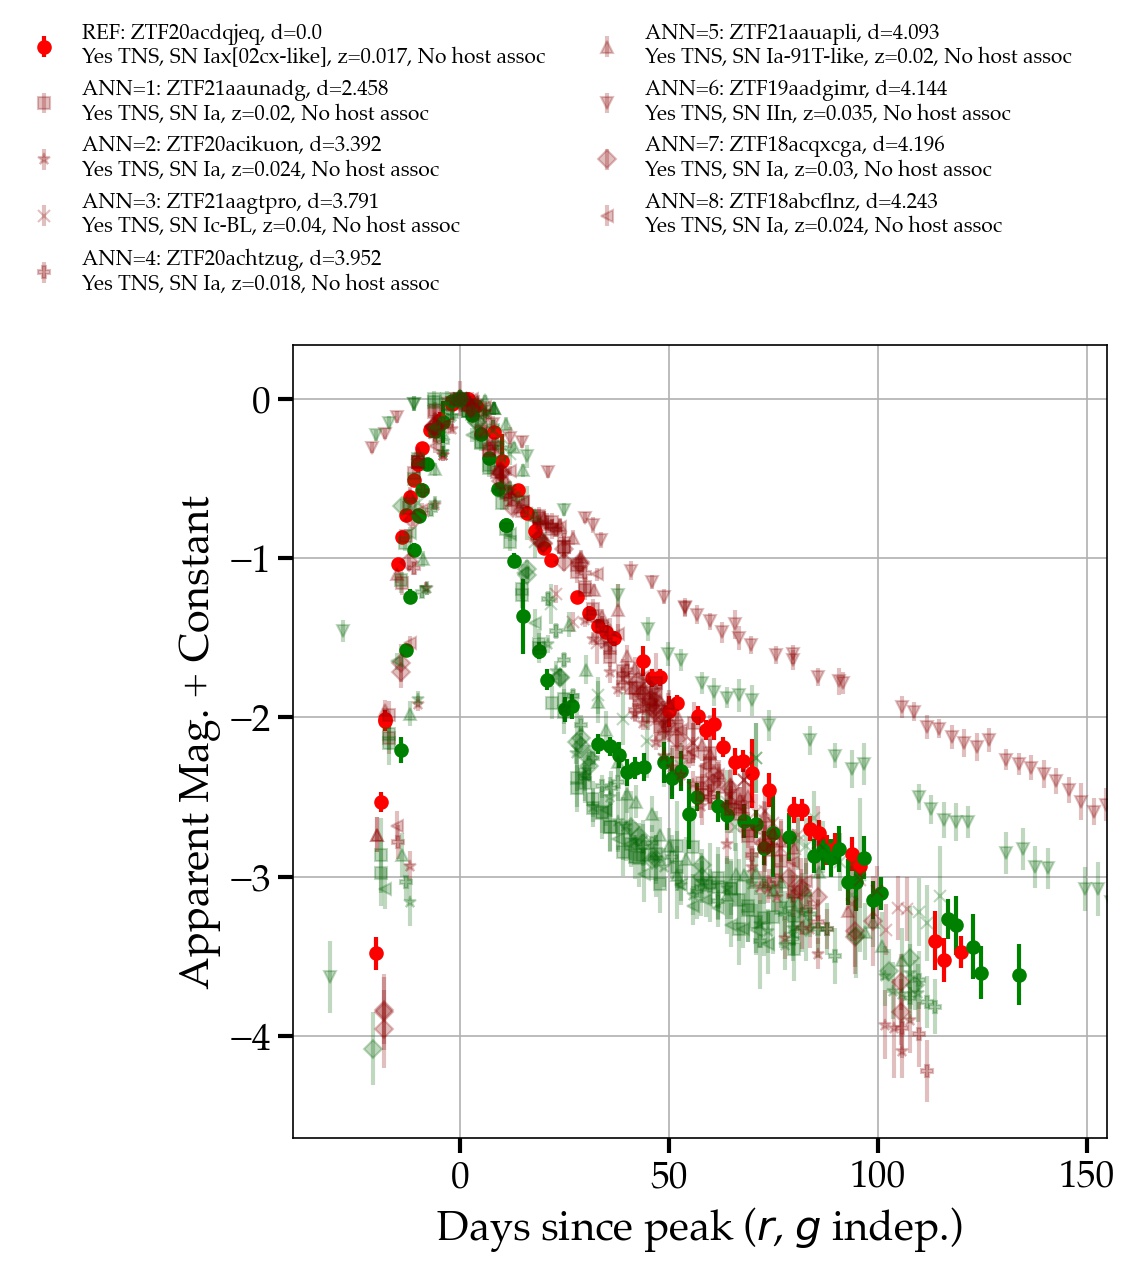 REF: ZTF20acdqjeq, d=0.0
Yes TNS, SN Iax[02cx-like], z=0.017, No host assoc
ANN=1: ZTF21aaunadg, d=2.458
Yes TNS, SN Ia, z=0.02, No host assoc
ANN=2: ZTF20acikuon, d=3.392
Yes TNS, SN Ia, z=0.024, No host assoc
ANN=3: ZTF21aagtpro, d=3.791
Yes TNS, SN Ic-BL, z=0.04, No host assoc
ANN=4: ZTF20achtzug, d=3.952
Yes TNS, SN Ia, z=0.018, No host assoc
ANN=5: ZTF21aauapli, d=4.093
Yes TNS, SN Ia-91T-like, z=0.02, No host assoc
ANN=6: ZTF19aadgimr, d=4.144
Yes TNS, SN IIn, z=0.035, No host assoc
ANN=7: ZTF18acqxcga, d=4.196
Yes TNS, SN Ia, z=0.03, No host assoc
ANN=8: ZTF18abcflnz, d=4.243
Yes TNS, SN Ia, z=0.024, No host assoc
Apparent Mag. + Constant
0
−1
−2
−3
−4
0
50
100
150
Days since peak (r, g indep.)